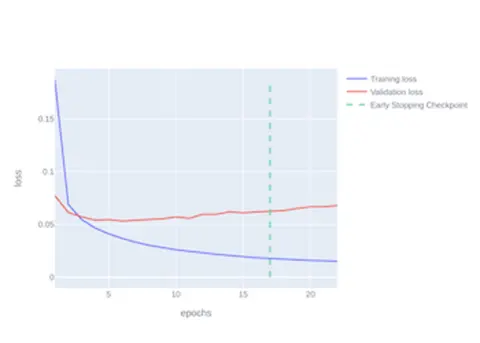 Training loss
Validation loss
Early Stopping Checkpoint
0.15
0.1
0.05
0
loss
5 10 15 20
epochs